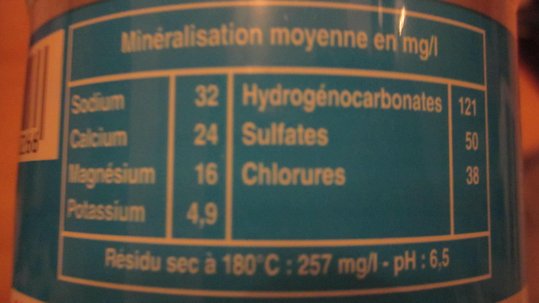 Minéralisation moyenne en mg/l
Sodium 32 Hydrogénocarbonates 121
Calcium 24 Sulfates 50
Magnésium 16 Chlorures 38
Potassium 4,9
Résidu sec à 180°C : 257 mg/l - pH : 6,5